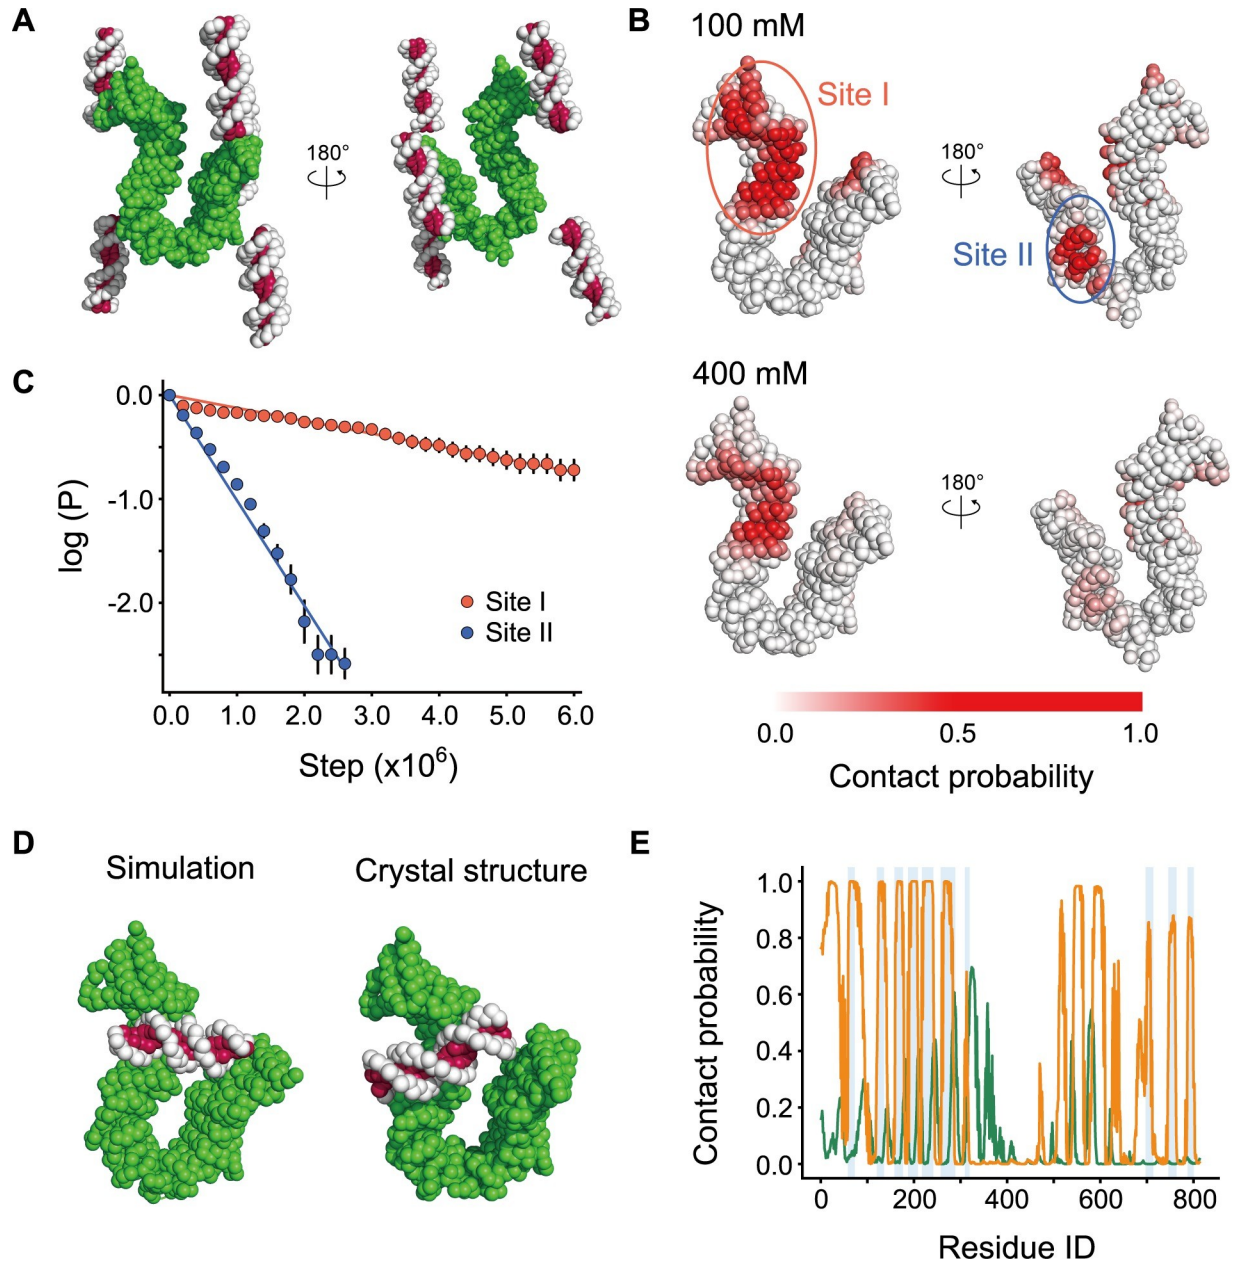 A
180°
B
100 mM
Site I
180°
Site II
400 mM
180°
0.0
0.5
1.0
Contact probability
C
0.0
-1.0
-2.0
log (P)
Site I
Site II
0.0
1.0
2.0
3.0
4.0
5.0
6.0
Step (x10⁶)
D
Simulation
Crystal structure
E
Contact probability
1.0
0.8
0.6
0.4
0.2
0.0
0
200
400
600
800
Residue ID